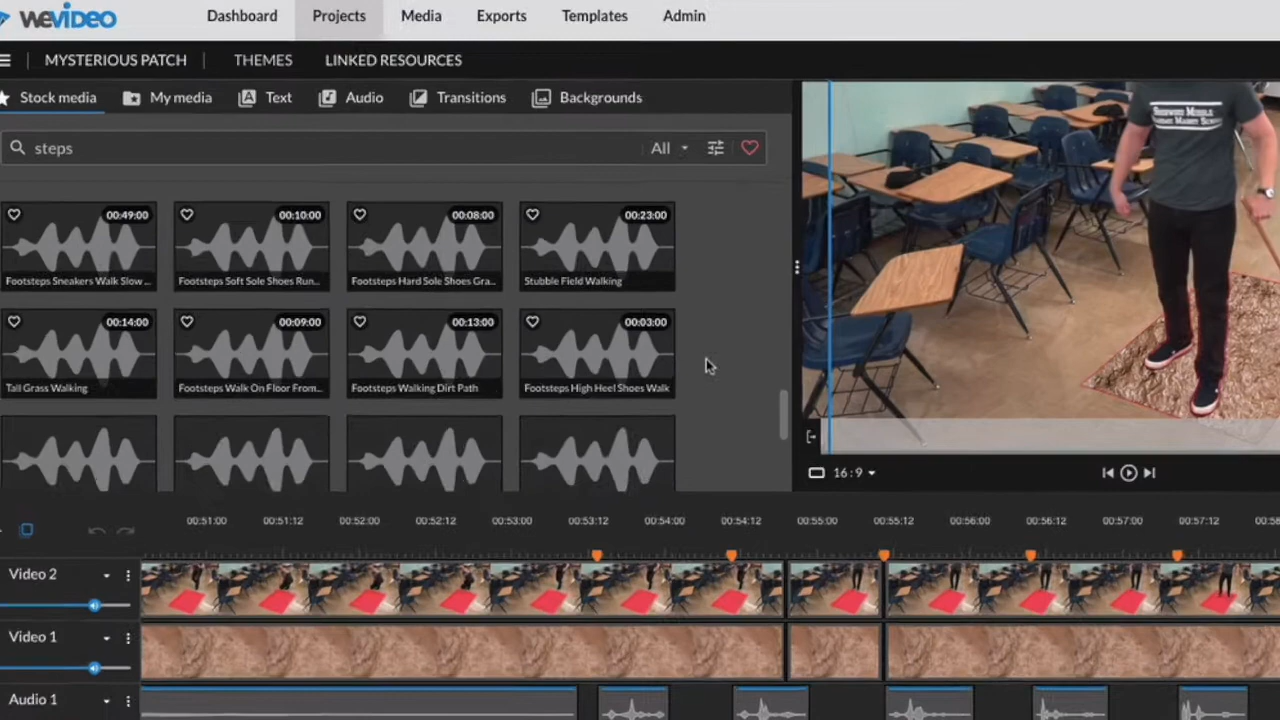 wevideo Dashboard Projects Media Exports Templates Admin
MYSTERIOUS PATCH THEMES LINKED RESOURCES
Stock media My media Text Audio Transitions Backgrounds
steps All
00:49:00 00:10:00 00:08:00 00:23:00
Footsteps Sneakers Walk Slow ... Footsteps Soft Sole Shoes Run... Footsteps Hard Sole Shoes Gra... Stubble Field Walking
00:14:00 00:09:00 00:13:00 00:03:00
Tall Grass Walking Footsteps Walk On Floor From... Footsteps Walking Dirt Path Footsteps High Heel Shoes Walk
16:9
00:51:00 00:51:12 00:52:00 00:52:12 00:53:00 00:53:12 00:54:00 00:54:12 00:55:00 00:55:12 00:56:00 00:56:12 00:57:00 00:57:12
Video 2
Video 1
Audio 1